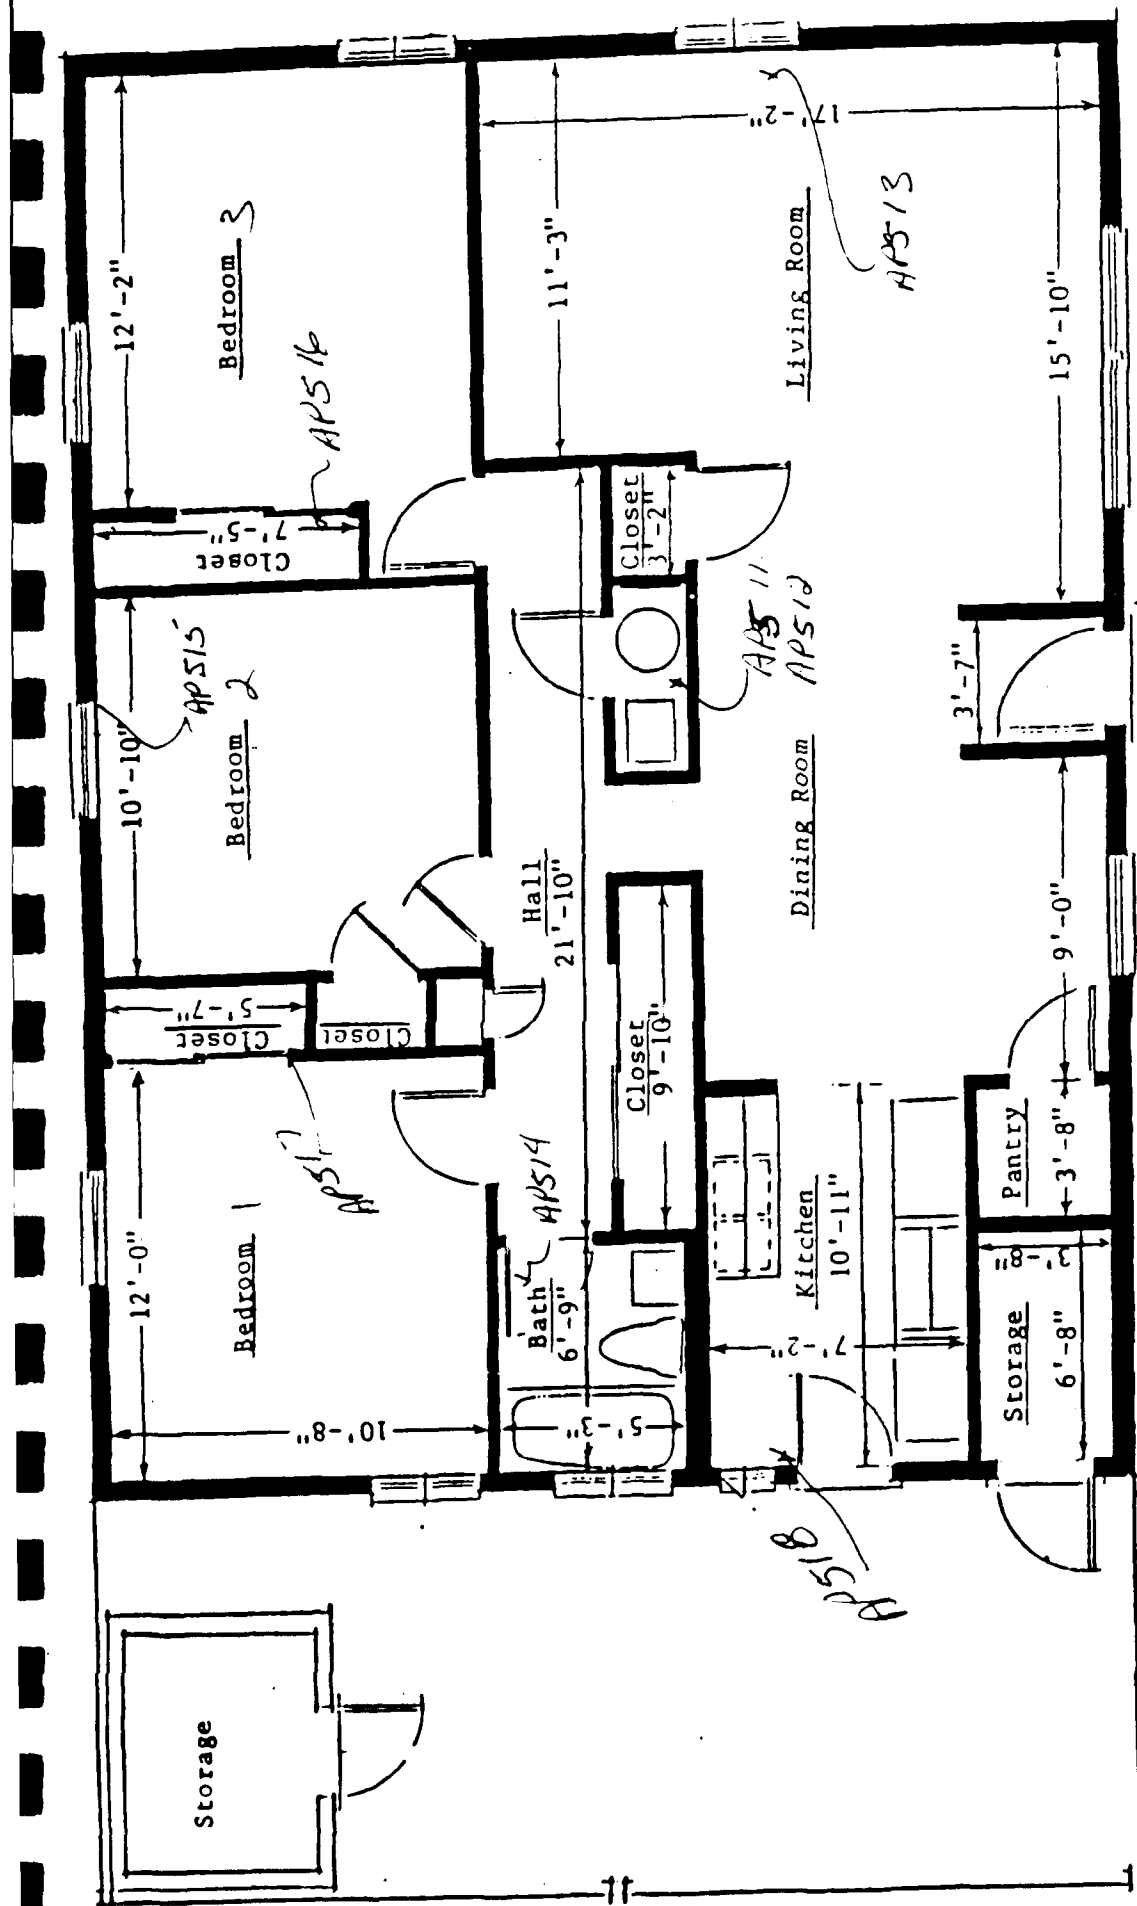 12'-0"
Bedroom 1
10'-8"
APS17
5'-7"
Closet
Closet
10'-10"
Bedroom 2
APS15
7'-5"
Closet
12'-2"
Bedroom 3
APS16
Bath
6'-9"
5'-3"
APS14
Hall
21'-10"
Closet
9'-10"
Closet
3'-2"
APS 11
APS12
11'-3"
17'-2"
Living Room
APS13
15'-10"
Dining Room
3'-7"
9'-0"
Kitchen
10'-11"
7'-2"
APS18
Pantry
3'-8"
Storage
6'-8"
3'-8"
Storage